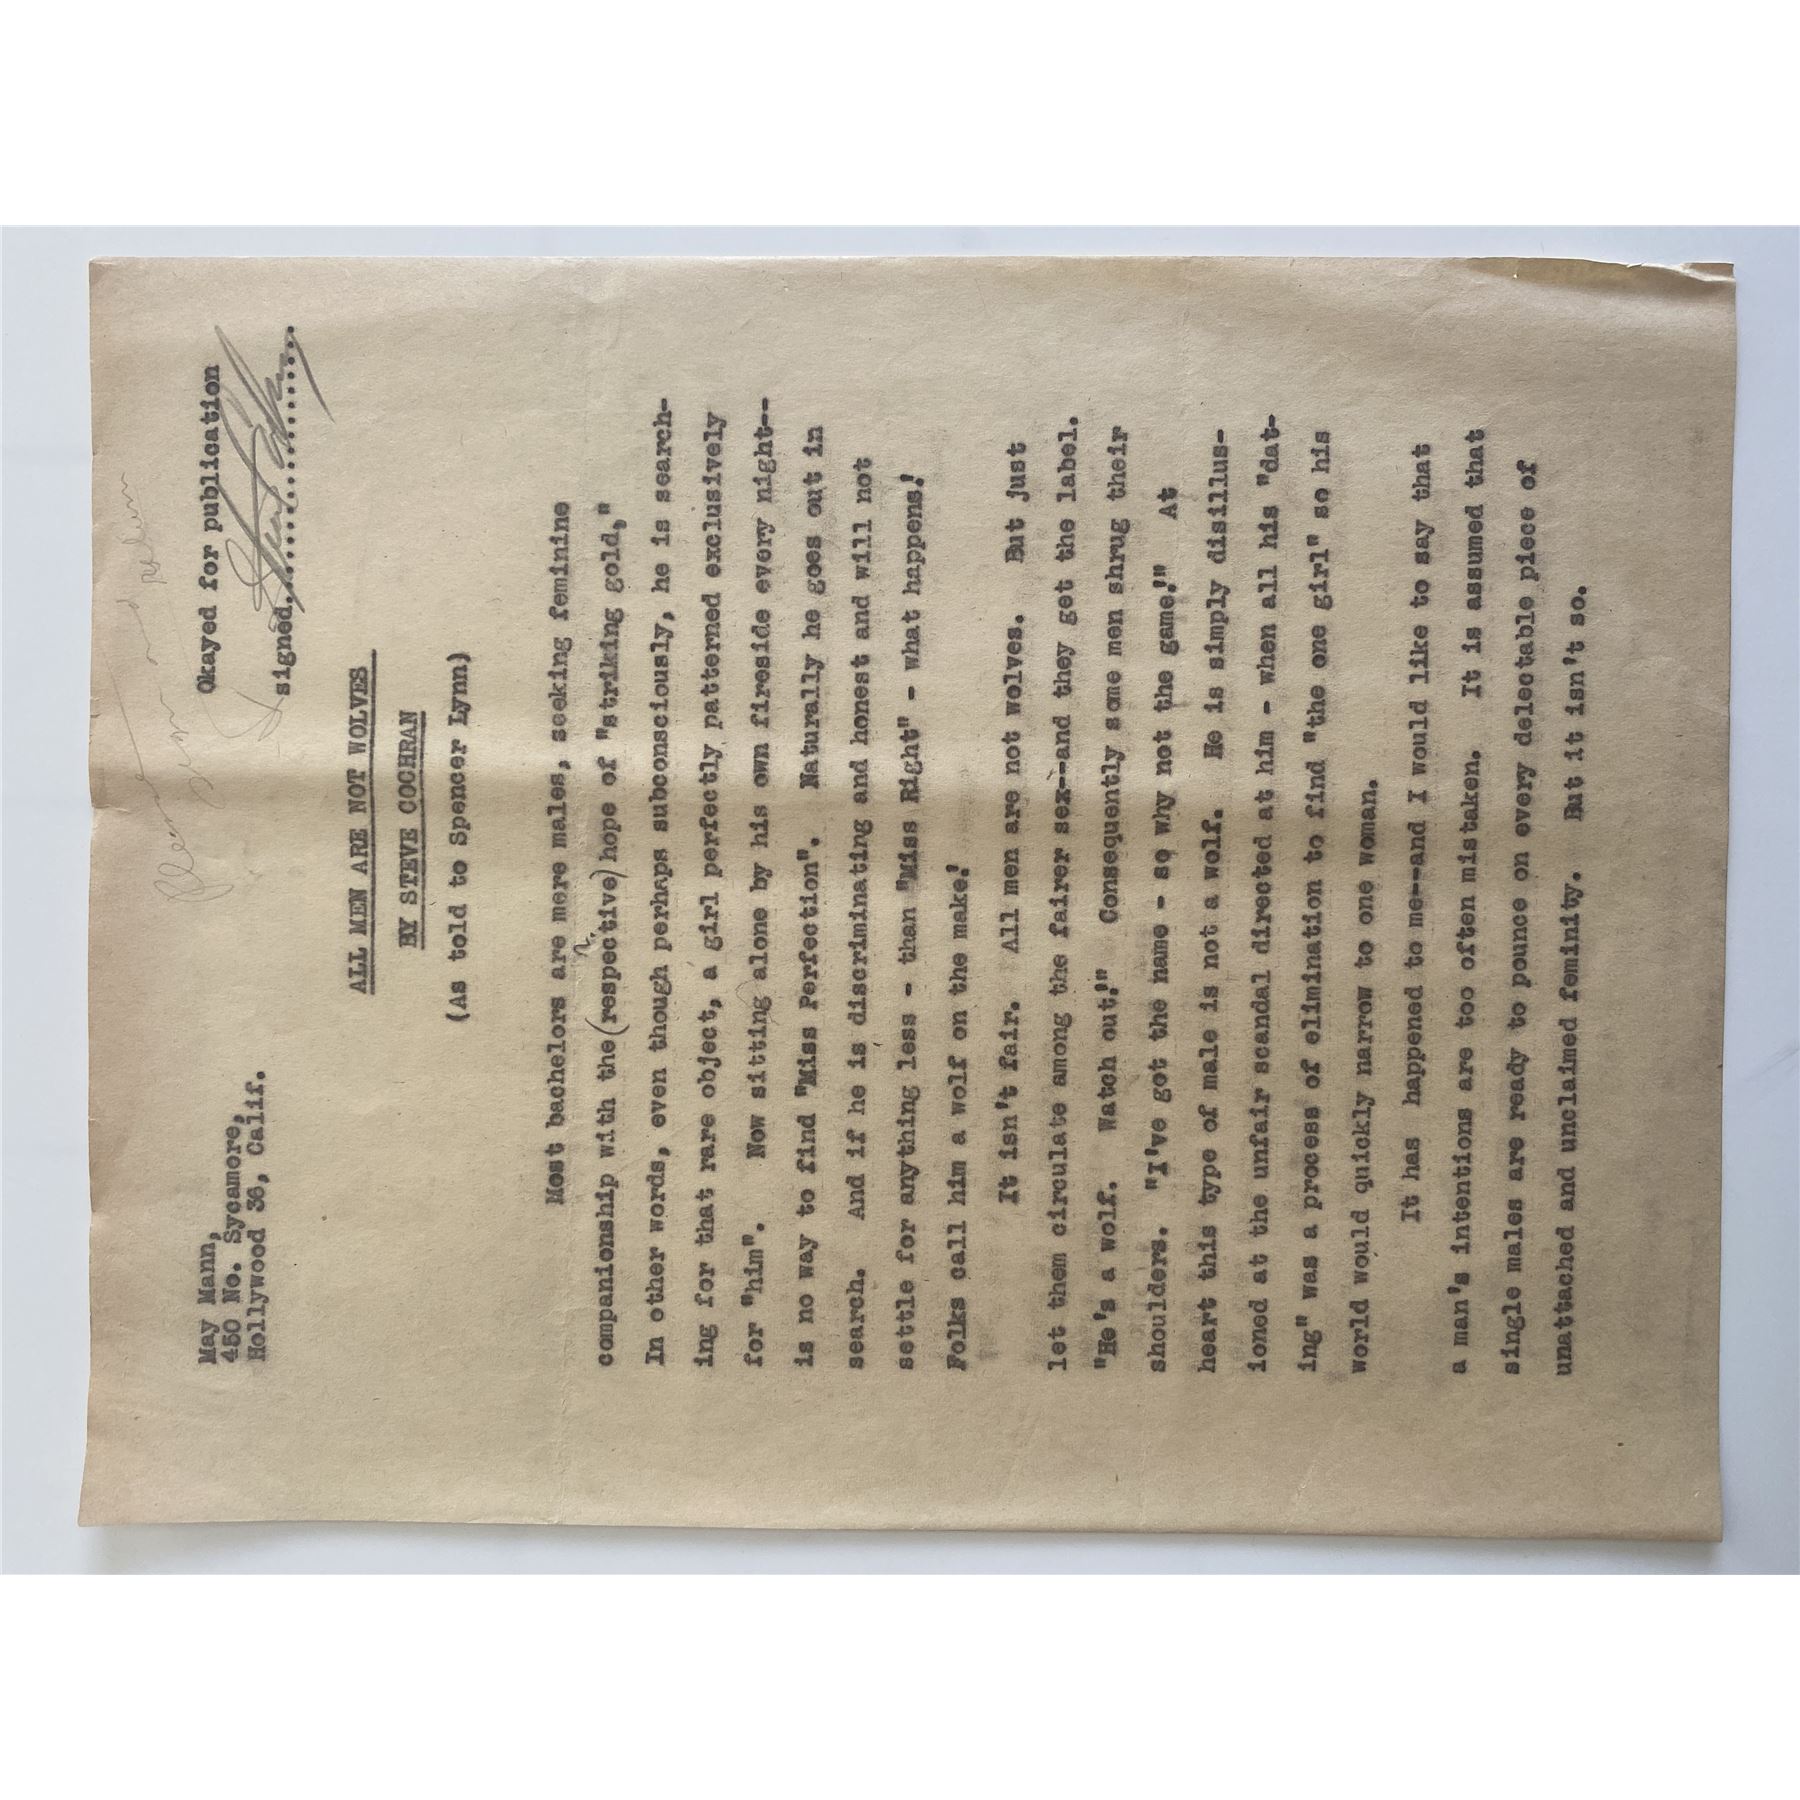 May Mann,
450 No. Sycamore,
Hollywood 36, Calif.
Please
sign and return
Okayed for publication
signed..................
ALL MEN ARE NOT WOLVES
BY STEVE COCHRAN
(As told to Spencer Lynn)
Most bachelors are mere males, seeking feminine
companionship with the (respective) hope of "striking gold,"
In other words, even though perhaps subconsciously, he is search-
ing for that rare object, a girl perfectly patterned exclusively
for "him". Now sitting alone by his own fireside every night--
is no way to find "Miss Perfection". Naturally he goes out in
search. And if he is discriminating and honest and will not
settle for anything less - than "Miss Right" - what happens!
Folks call him a wolf on the make!
It isn't fair. All men are not wolves. But just
let them circulate among the fairer sex--and they get the label.
"He's a wolf. Watch out!" Consequently some men shrug their
shoulders. "I've got the name - so why not the game!" At
heart this type of male is not a wolf. He is simply disillus-
ioned at the unfair scandal directed at him - when all his "dat-
ing" was a process of elimination to find "the one girl" so his
world would quickly narrow to one woman.
It has happened to me--and I would like to say that
a man's intentions are too often mistaken. It is assumed that
single males are ready to pounce on every delectable piece of
unattached and unclaimed feminity. But it isn't so.